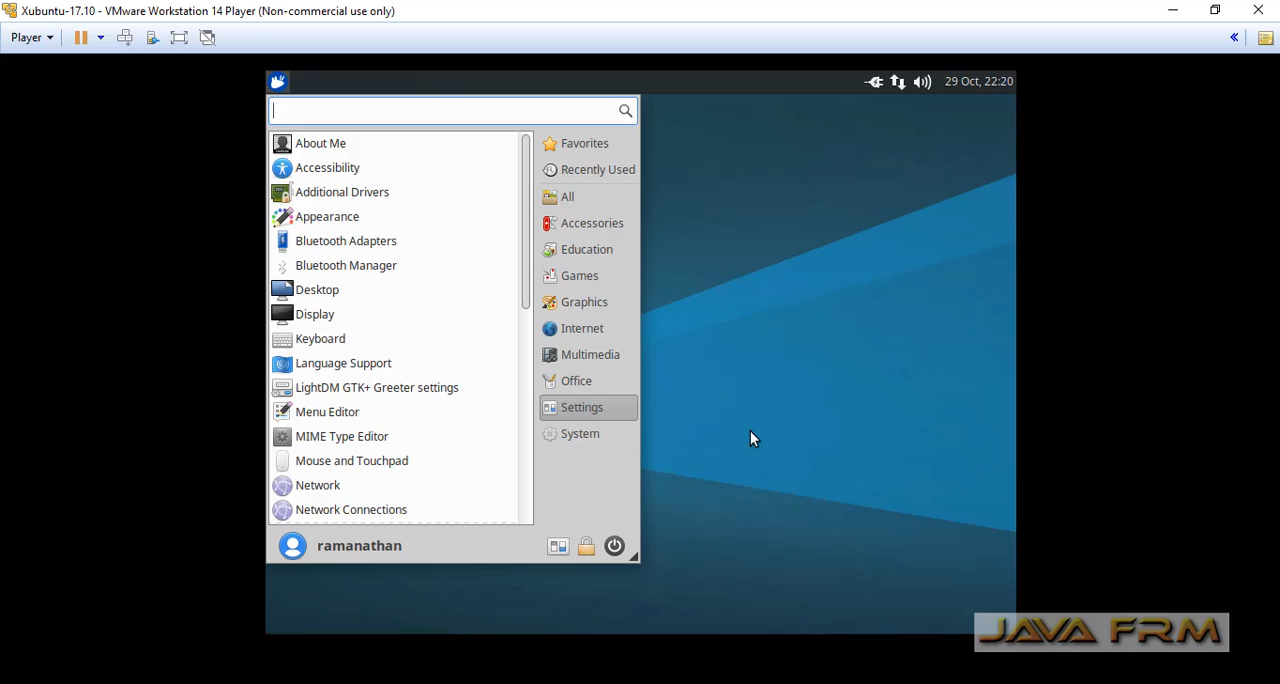 Xubuntu-17.10 - VMware Workstation 14 Player (Non-commercial use only)
Player
29 Oct, 22:20
About Me
Accessibility
Additional Drivers
Appearance
Bluetooth Adapters
Bluetooth Manager
Desktop
Display
Keyboard
Language Support
LightDM GTK+ Greeter settings
Menu Editor
MIME Type Editor
Mouse and Touchpad
Network
Network Connections
Favorites
Recently Used
All
Accessories
Education
Games
Graphics
Internet
Multimedia
Office
Settings
System
ramanathan
JAVA FRM